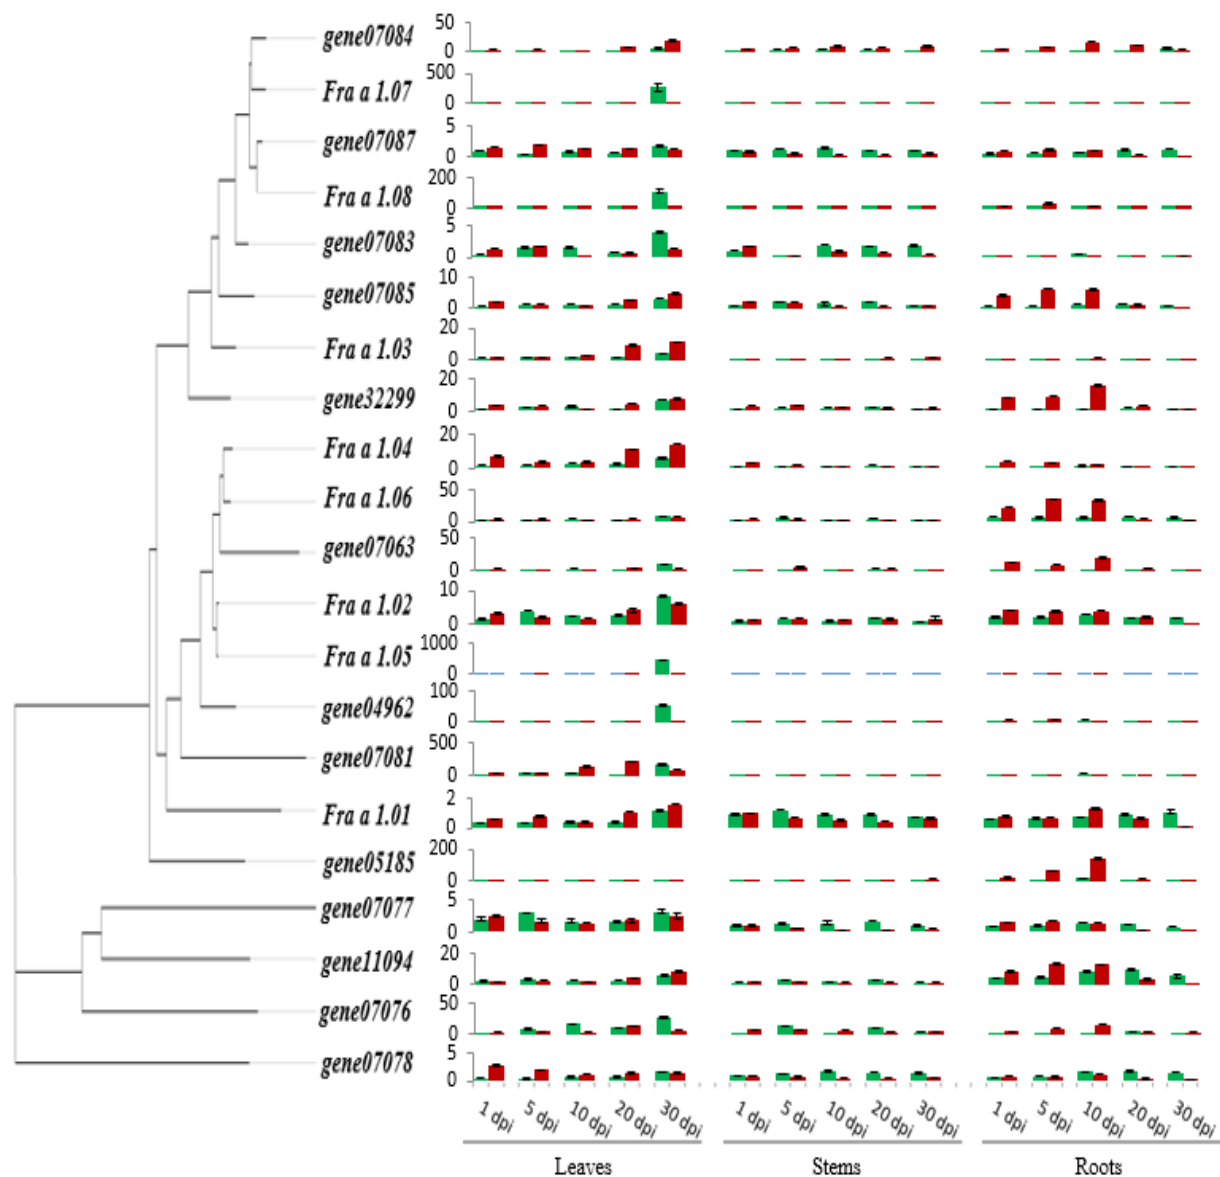 gene07084 50 0
Fra a 1.07 500 0
gene07087 5 0
Fra a 1.08 200 0
gene07083 5 0
gene07085 10 0
Fra a 1.03 20 0
gene32299 20 0
Fra a 1.04 20 0
Fra a 1.06 50 0
gene07063 50 0
Fra a 1.02 10 0
Fra a 1.05 1000 0
gene04962 100 0
gene07081 500 0
Fra a 1.01 2 0
gene05185 200 0
gene07077 5 0
gene11094 20 0
gene07076 50 0
gene07078 5 0
1 dpi 5 dpi 10 dpi 20 dpi 30 dpi 1 dpi 5 dpi 10 dpi 20 dpi 30 dpi 1 dpi 5 dpi 10 dpi 20 dpi 30 dpi
Leaves Stems Roots